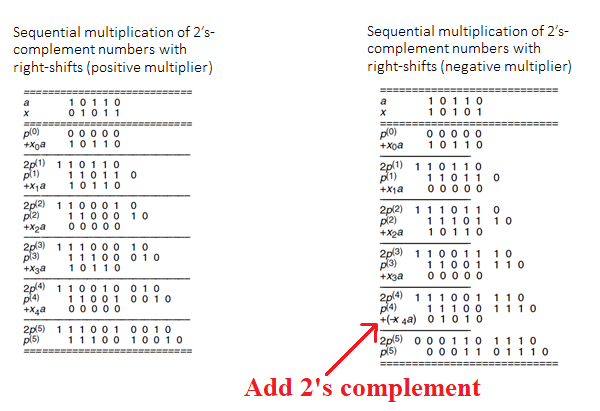 Sequential multiplication of 2’s-
complement numbers with
right-shifts (positive multiplier)
a 1 0 1 1 0
x 0 1 0 1 1
p(0) 0 0 0 0 0
+x0a 1 0 1 1 0
2p(1) 1 1 0 1 1 0
p(1) 1 1 0 1 1 0
+x1a 1 0 1 1 0
2p(2) 1 1 0 0 0 1 0
p(2) 1 1 0 0 0 1 0
+x2a 0 0 0 0 0
2p(3) 1 1 1 0 0 0 1 0
p(3) 1 1 1 0 0 0 1 0
+x3a 1 0 1 1 0
2p(4) 1 1 0 0 1 0 0 1 0
p(4) 1 1 0 0 1 0 0 1 0
+x4a 0 0 0 0 0
2p(5) 1 1 1 0 0 1 0 0 1 0
p(5) 1 1 1 0 0 1 0 0 1 0
Sequential multiplication of 2’s-
complement numbers with
right-shifts (negative multiplier)
a 1 0 1 1 0
x 1 0 1 0 1
p(0) 0 0 0 0 0
+x0a 1 0 1 1 0
2p(1) 1 1 0 1 1 0
p(1) 1 1 0 1 1 0
+x1a 0 0 0 0 0
2p(2) 1 1 1 0 1 1 0
p(2) 1 1 1 0 1 1 0
+x2a 1 0 1 1 0
2p(3) 1 1 0 0 1 1 1 0
p(3) 1 1 0 0 1 1 1 0
+x3a 0 0 0 0 0
2p(4) 1 1 1 0 0 1 1 1 0
p(4) 1 1 1 0 0 1 1 1 0
+(-x 4a) 0 1 0 1 0
2p(5) 0 0 0 1 1 0 1 1 1 0
p(5) 0 0 0 1 1 0 1 1 1 0
Add 2's complement